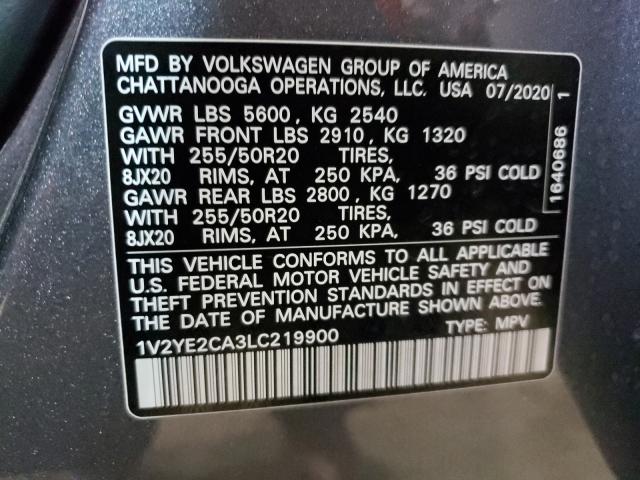 MFD BY VOLKSWAGEN GROUP OF AMERICA
CHATTANOOGA OPERATIONS, LLC. USA 07/2020
GVWR LBS 5600, KG 2540
GAWR FRONT LBS 2910, KG 1320
WITH 255/50R20 TIRES,
8JX20 RIMS, AT 250 KPA, 36 PSI COLD
GAWR REAR LBS 2800, KG 1270
WITH 255/50R20 TIRES,
8JX20 RIMS, AT 250 KPA, 36 PSI COLD
THIS VEHICLE CONFORMS TO ALL APPLICABLE
U.S. FEDERAL MOTOR VEHICLE SAFETY AND
THEFT PREVENTION STANDARDS IN EFFECT ON
THE DATE OF MANUFACTURE SHOWN ABOVE.
1V2YE2CA3LC219900 TYPE: MPV
1640686 1